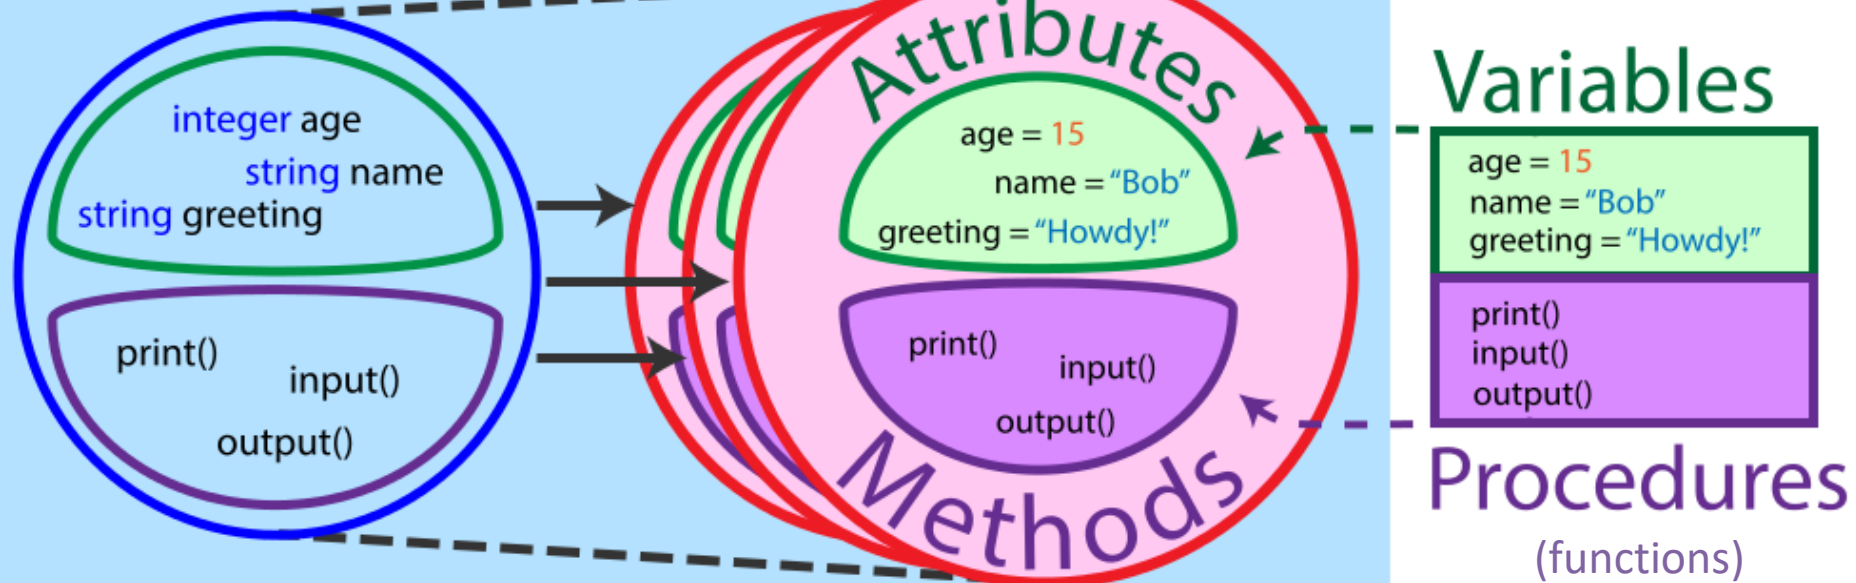 integer age
string name
string greeting
print()
input()
output()
Attributes
age = 15
name = “Bob”
greeting = “Howdy!”
print()
input()
output()
Methods
Variables
age = 15
name = “Bob”
greeting = “Howdy!”
print()
input()
output()
Procedures
(functions)